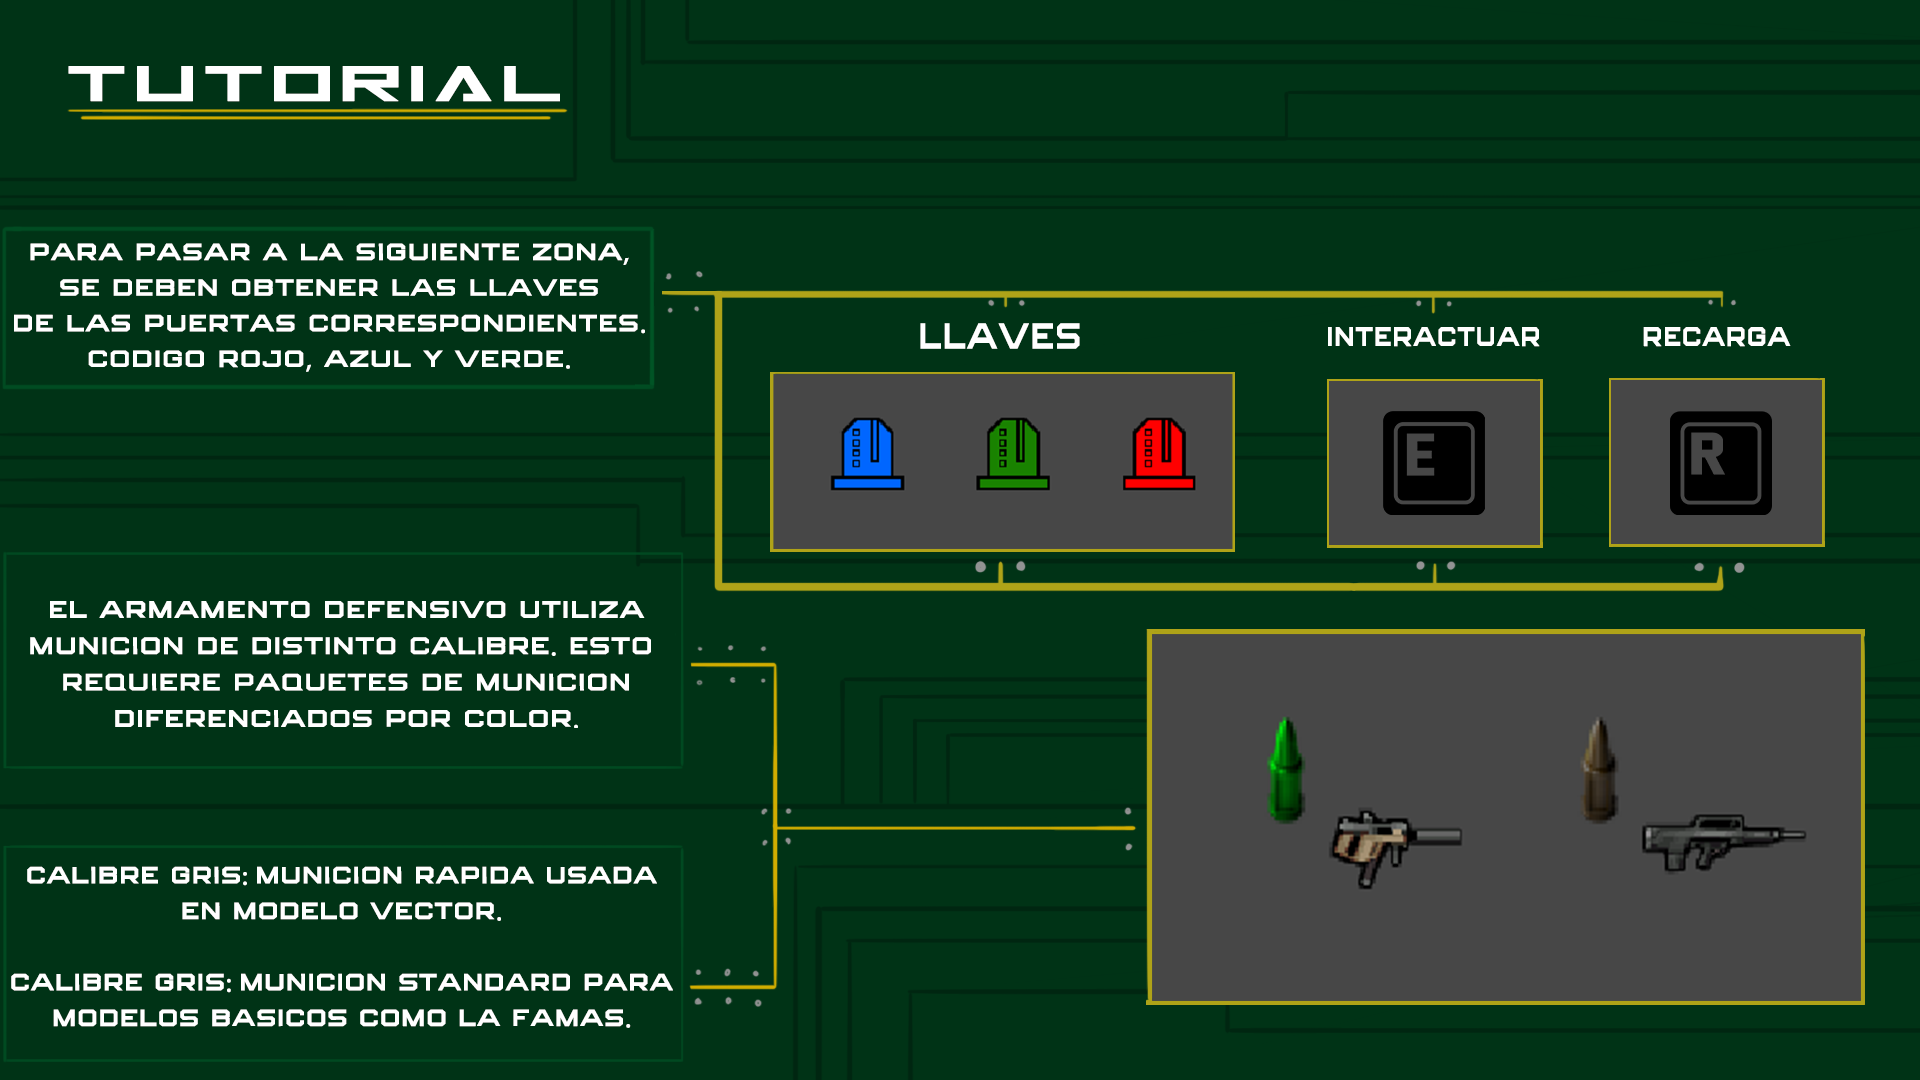 TUTORIAL
PARA PASAR A LA SIGUIENTE ZONA,
SE DEBEN OBTENER LAS LLAVES
DE LAS PUERTAS CORRESPONDIENTES.
CODIGO ROJO, AZUL Y VERDE.
LLAVES
INTERACTUAR
RECARGA
E
R
EL ARMAMENTO DEFENSIVO UTILIZA
MUNICION DE DISTINTO CALIBRE. ESTO
REQUIERE PAQUETES DE MUNICION
DIFERENCIADOS POR COLOR.
CALIBRE GRIS: MUNICION RAPIDA USADA
EN MODELO VECTOR.
CALIBRE GRIS: MUNICION STANDARD PARA
MODELOS BASICOS COMO LA FAMAS.